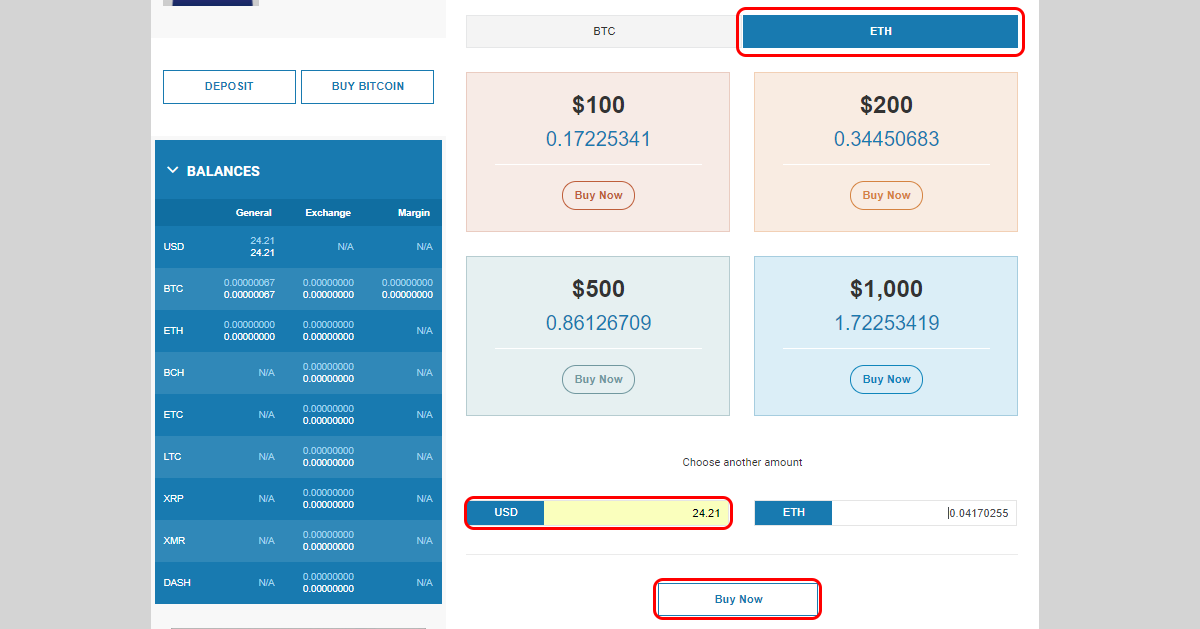 DEPOSIT
BUY BITCOIN
BALANCES
General Exchange Margin
USD 24.21 24.21 N/A N/A
BTC 0.00000067 0.00000067 0.00000000 0.00000000 0.00000000 0.00000000
ETH 0.00000000 0.00000000 0.00000000 0.00000000 N/A
BCH N/A 0.00000000 0.00000000 N/A
ETC N/A 0.00000000 0.00000000 N/A
LTC N/A 0.00000000 0.00000000 N/A
XRP N/A 0.00000000 0.00000000 N/A
XMR N/A 0.00000000 0.00000000 N/A
DASH N/A 0.00000000 0.00000000 N/A
BTC
ETH
$100
0.17225341
Buy Now
$200
0.34450683
Buy Now
$500
0.86126709
Buy Now
$1,000
1.72253419
Buy Now
Choose another amount
USD 24.21
ETH 0.04170255
Buy Now